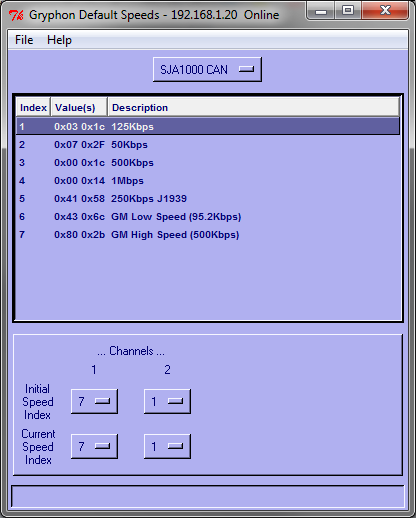 Gryphon Default Speeds - 192.168.1.20 Online
File Help
SJA1000 CAN
Index Value(s) Description
1 0x03 0x1c 125Kbps
2 0x07 0x2F 50Kbps
3 0x00 0x1c 500Kbps
4 0x00 0x14 1Mbps
5 0x41 0x58 250Kbps J1939
6 0x43 0x6c GM Low Speed (95.2Kbps)
7 0x80 0x2b GM High Speed (500Kbps)
... Channels ...
1 2
Initial
Speed 7 1
Index
Current
Speed 7 1
Index